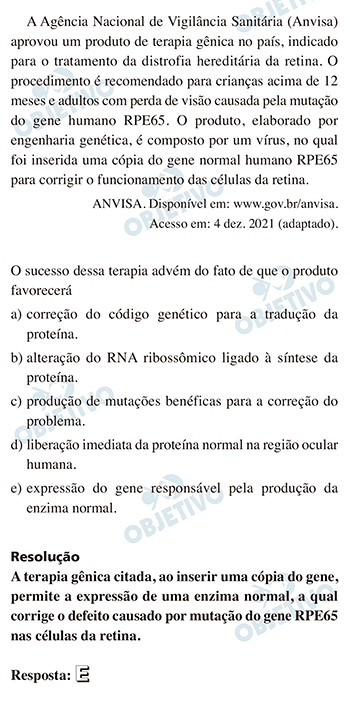 A Agência Nacional de Vigilância Sanitária (Anvisa)
aprovou um produto de terapia gênica no país, indicado
para o tratamento da distrofia hereditária da retina. O
procedimento é recomendado para crianças acima de 12
meses e adultos com perda de visão causada pela mutação
do gene humano RPE65. O produto, elaborado por
engenharia genética, é composto por um vírus, no qual
foi inserida uma cópia do gene normal humano RPE65
para corrigir o funcionamento das células da retina.
ANVISA. Disponível em: www.gov.br/anvisa.
Acesso em: 4 dez. 2021 (adaptado).
O sucesso dessa terapia advém do fato de que o produto
favorecerá
a) correção do código genético para a tradução da
proteína.
b) alteração do RNA ribossômico ligado à síntese da
proteína.
c) produção de mutações benéficas para a correção do
problema.
d) liberação imediata da proteína normal na região ocular
humana.
e) expressão do gene responsável pela produção da
enzima normal.
Resolução
A terapia gênica citada, ao inserir uma cópia do gene,
permite a expressão de uma enzima normal, a qual
corrige o defeito causado por mutação do gene RPE65
nas células da retina.
Resposta: E
OBJETIVO
OBJETIVO
OBJETIVO
OBJETIVO
OBJETIVO
OBJETIVO
OBJETIVO